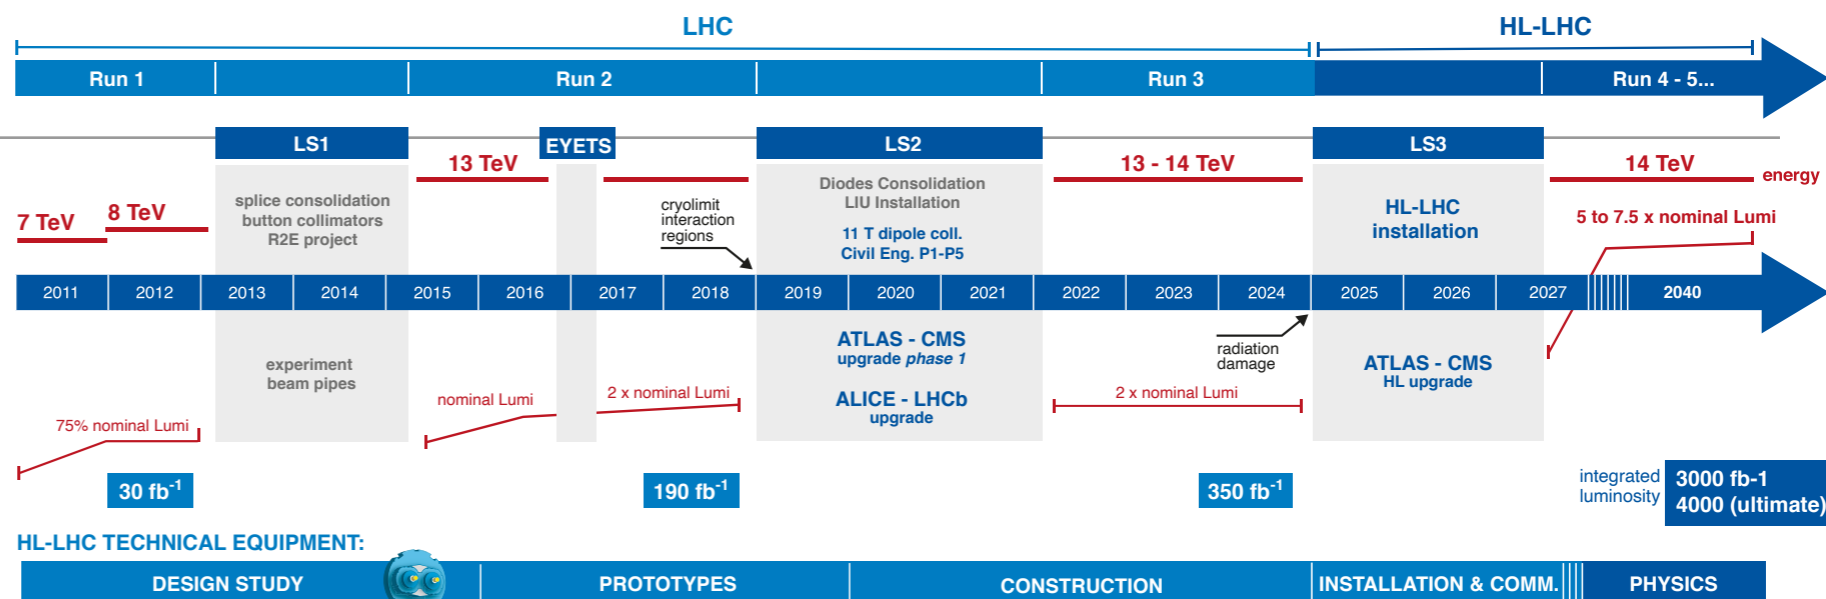 LHC
HL-LHC
Run 1
Run 2
Run 3
Run 4 - 5...
LS1
EYETS
LS2
LS3
13 TeV
13 - 14 TeV
14 TeV
energy
7 TeV
8 TeV
splice consolidation
button collimators
R2E project
cryolimit
interaction
regions
Diodes Consolidation
LIU Installation
11 T dipole coll.
Civil Eng. P1-P5
HL-LHC
installation
5 to 7.5 x nominal Lumi
2011 2012 2013 2014 2015 2016 2017 2018 2019 2020 2021 2022 2023 2024 2025 2026 2027 2040
experiment
beam pipes
75% nominal Lumi
nominal Lumi
2 x nominal Lumi
ATLAS - CMS
upgrade phase 1
ALICE - LHCb
upgrade
2 x nominal Lumi
radiation
damage
ATLAS - CMS
HL upgrade
30 fb-1
190 fb-1
350 fb-1
integrated
luminosity
3000 fb-1
4000 (ultimate)
HL-LHC TECHNICAL EQUIPMENT:
DESIGN STUDY
PROTOTYPES
CONSTRUCTION
INSTALLATION & COMM.
PHYSICS